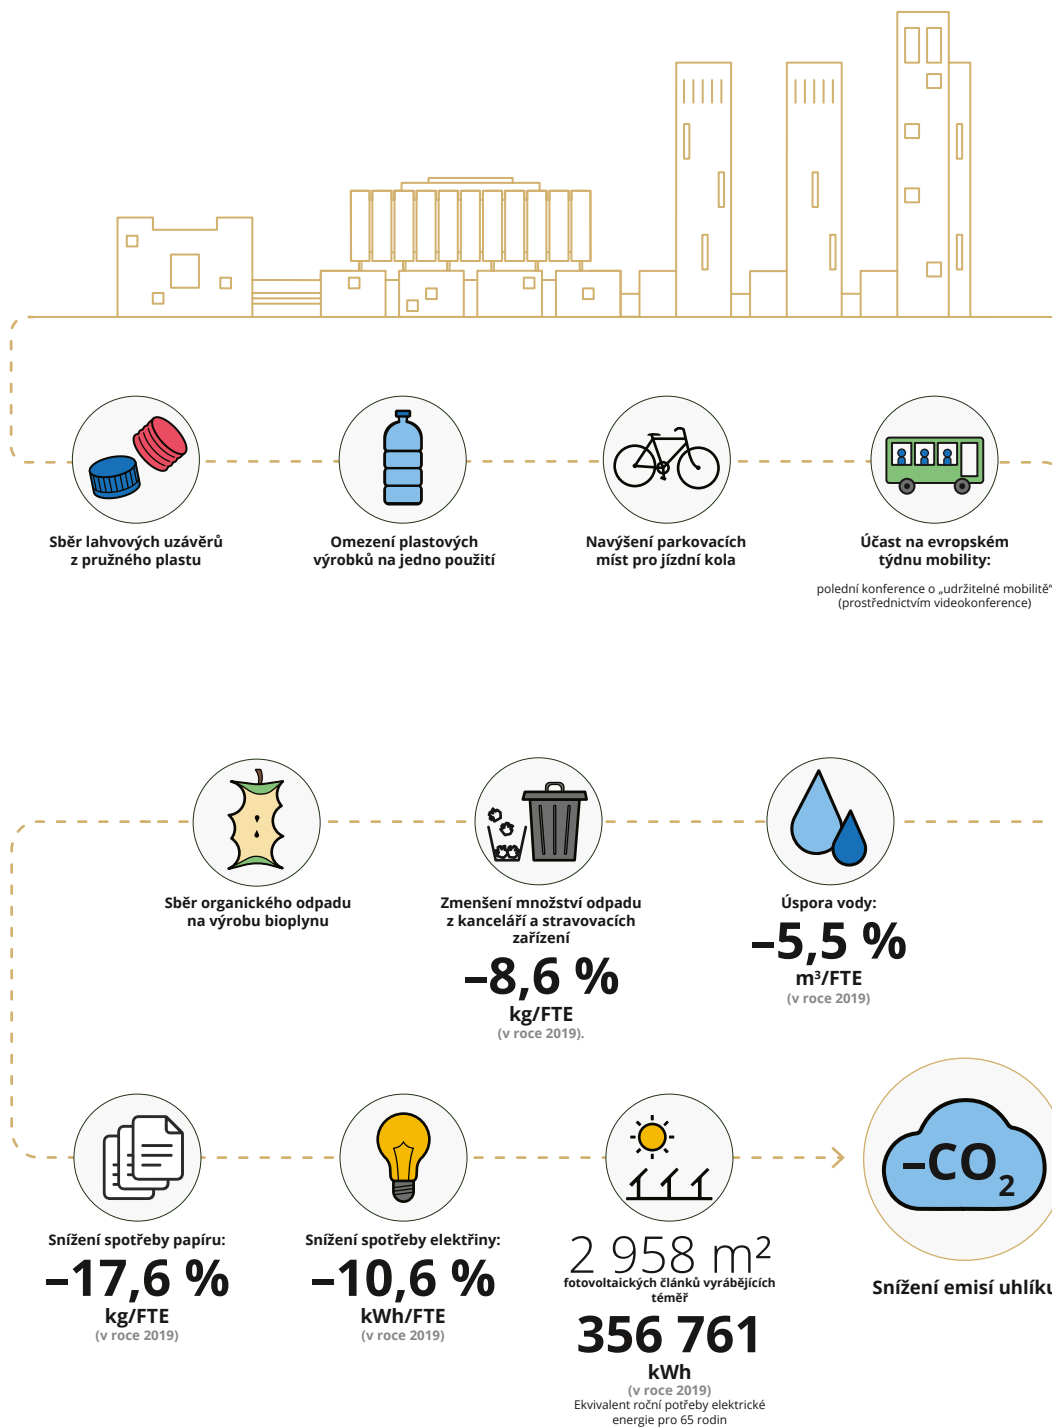 Sběr lahvových uzávěrů
z pružného plastu
Omezení plastových
výrobků na jedno použití
Navýšení parkovacích
míst pro jízdní kola
Účast na evropském
týdnu mobility:
polední konference o „udržitelné mobilitě“
(prostřednictvím videokonference)
Sběr organického odpadu
na výrobu bioplynu
Zmenšení množství odpadu
z kanceláří a stravovacích
zařízení
–8,6 %
kg/FTE
(v roce 2019).
Úspora vody:
–5,5 %
m³/FTE
(v roce 2019)
Snížení spotřeby papíru:
–17,6 %
kg/FTE
(v roce 2019)
Snížení spotřeby elektřiny:
–10,6 %
kWh/FTE
(v roce 2019)
2 958 m²
fotovoltaických článků vyrábějících
téměř
356 761
kWh
(v roce 2019)
Ekvivalent roční potřeby elektrické
energie pro 65 rodin
–CO₂
Snížení emisí uhlíku